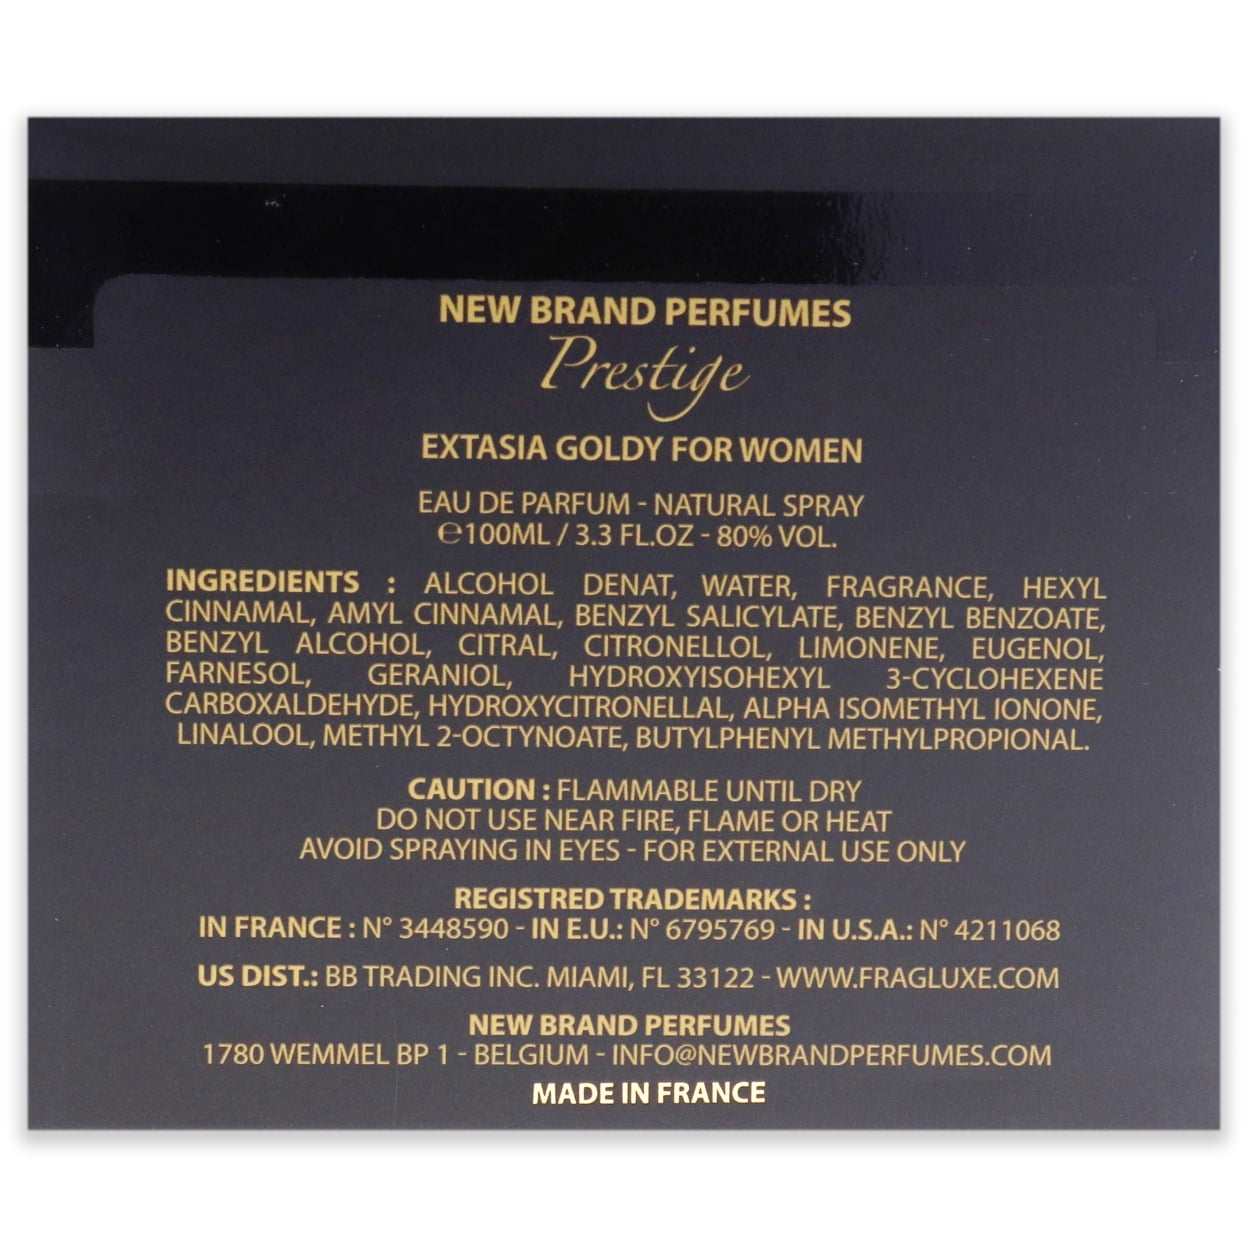 NEW BRAND PERFUMES
Prestige
EXTASIA GOLDY FOR WOMEN
EAU DE PARFUM - NATURAL SPRAY
℮100ML / 3.3 FL.OZ - 80% VOL.
INGREDIENTS : ALCOHOL DENAT, WATER, FRAGRANCE, HEXYL
CINNAMAL, AMYL CINNAMAL, BENZYL SALICYLATE, BENZYL BENZOATE,
BENZYL ALCOHOL, CITRAL, CITRONELLOL, LIMONENE, EUGENOL,
FARNESOL, GERANIOL, HYDROXYISOHEXYL 3-CYCLOHEXENE
CARBOXALDEHYDE, HYDROXYCITRONELLAL, ALPHA ISOMETHYL IONONE,
LINALOOL, METHYL 2-OCTYNOATE, BUTYLPHENYL METHYLPROPIONAL.
CAUTION : FLAMMABLE UNTIL DRY
DO NOT USE NEAR FIRE, FLAME OR HEAT
AVOID SPRAYING IN EYES - FOR EXTERNAL USE ONLY
REGISTRED TRADEMARKS :
IN FRANCE : N° 3448590 - IN E.U.: N° 6795769 - IN U.S.A.: N° 4211068
US DIST.: BB TRADING INC. MIAMI, FL 33122 - WWW.FRAGLUXE.COM
NEW BRAND PERFUMES
1780 WEMMEL BP 1 - BELGIUM - INFO@NEWBRANDPERFUMES.COM
MADE IN FRANCE